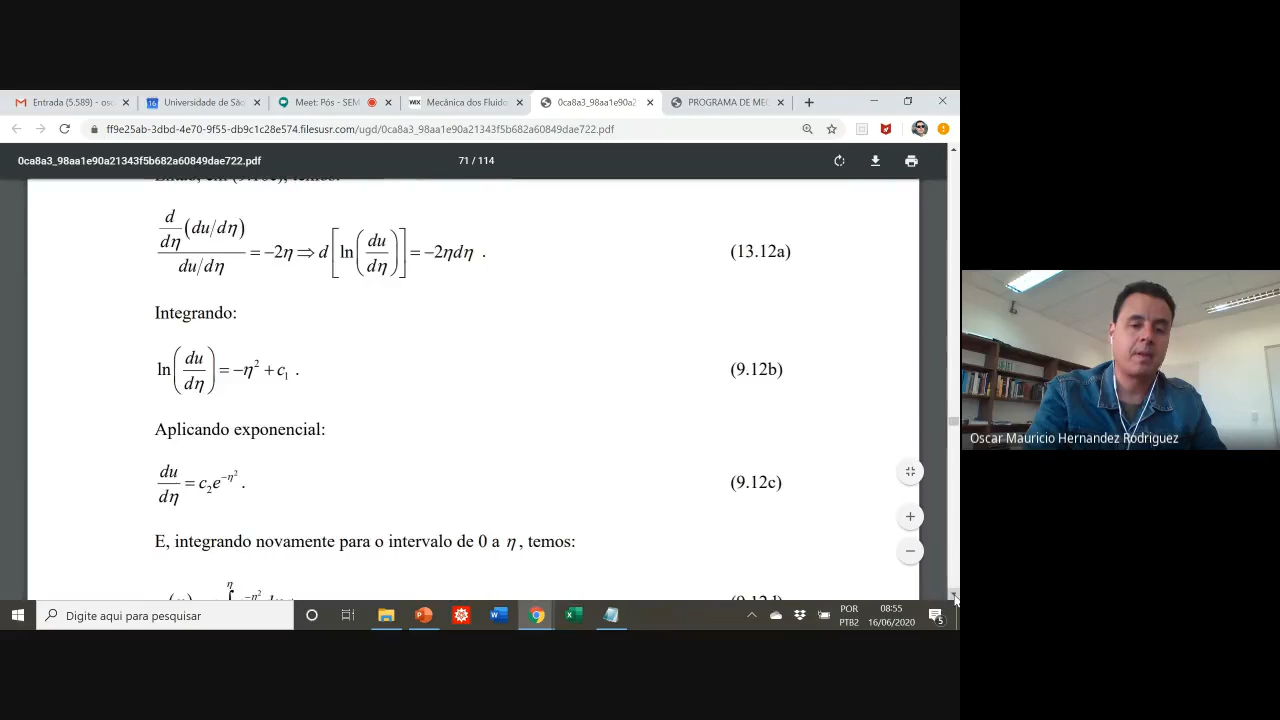 Entrada (5.589) - os
Universidade de Sã
Meet: Pós - SEM
WIX
Mecânica dos Fluido
0ca8a3_98aa1e90a2
PROGRAMA DE ME
ff9e25ab-3dbd-4e70-9f55-d69c1c28e574.filesusr.com/ugd/0ca8a3_98aa1e90a21343f5b682a60849dae722.pdf
0ca8a3_98aa1e90a21343f5b682a60849dae722.pdf
71 / 114
d/dη (du/dη) / (du/dη) = −2η ⇒ d[ln(du/dη)] = −2ηdη .
(13.12a)
Integrando:
ln(du/dη) = −η² + c₁ .
(9.12b)
Aplicando exponencial:
du/dη = c₂e^(−η²) .
(9.12c)
E, integrando novamente para o intervalo de 0 a η, temos:
Oscar Mauricio Hernandez Rodriguez
Digite aqui para pesquisar
POR
PTB2
08:55
16/06/2020
5